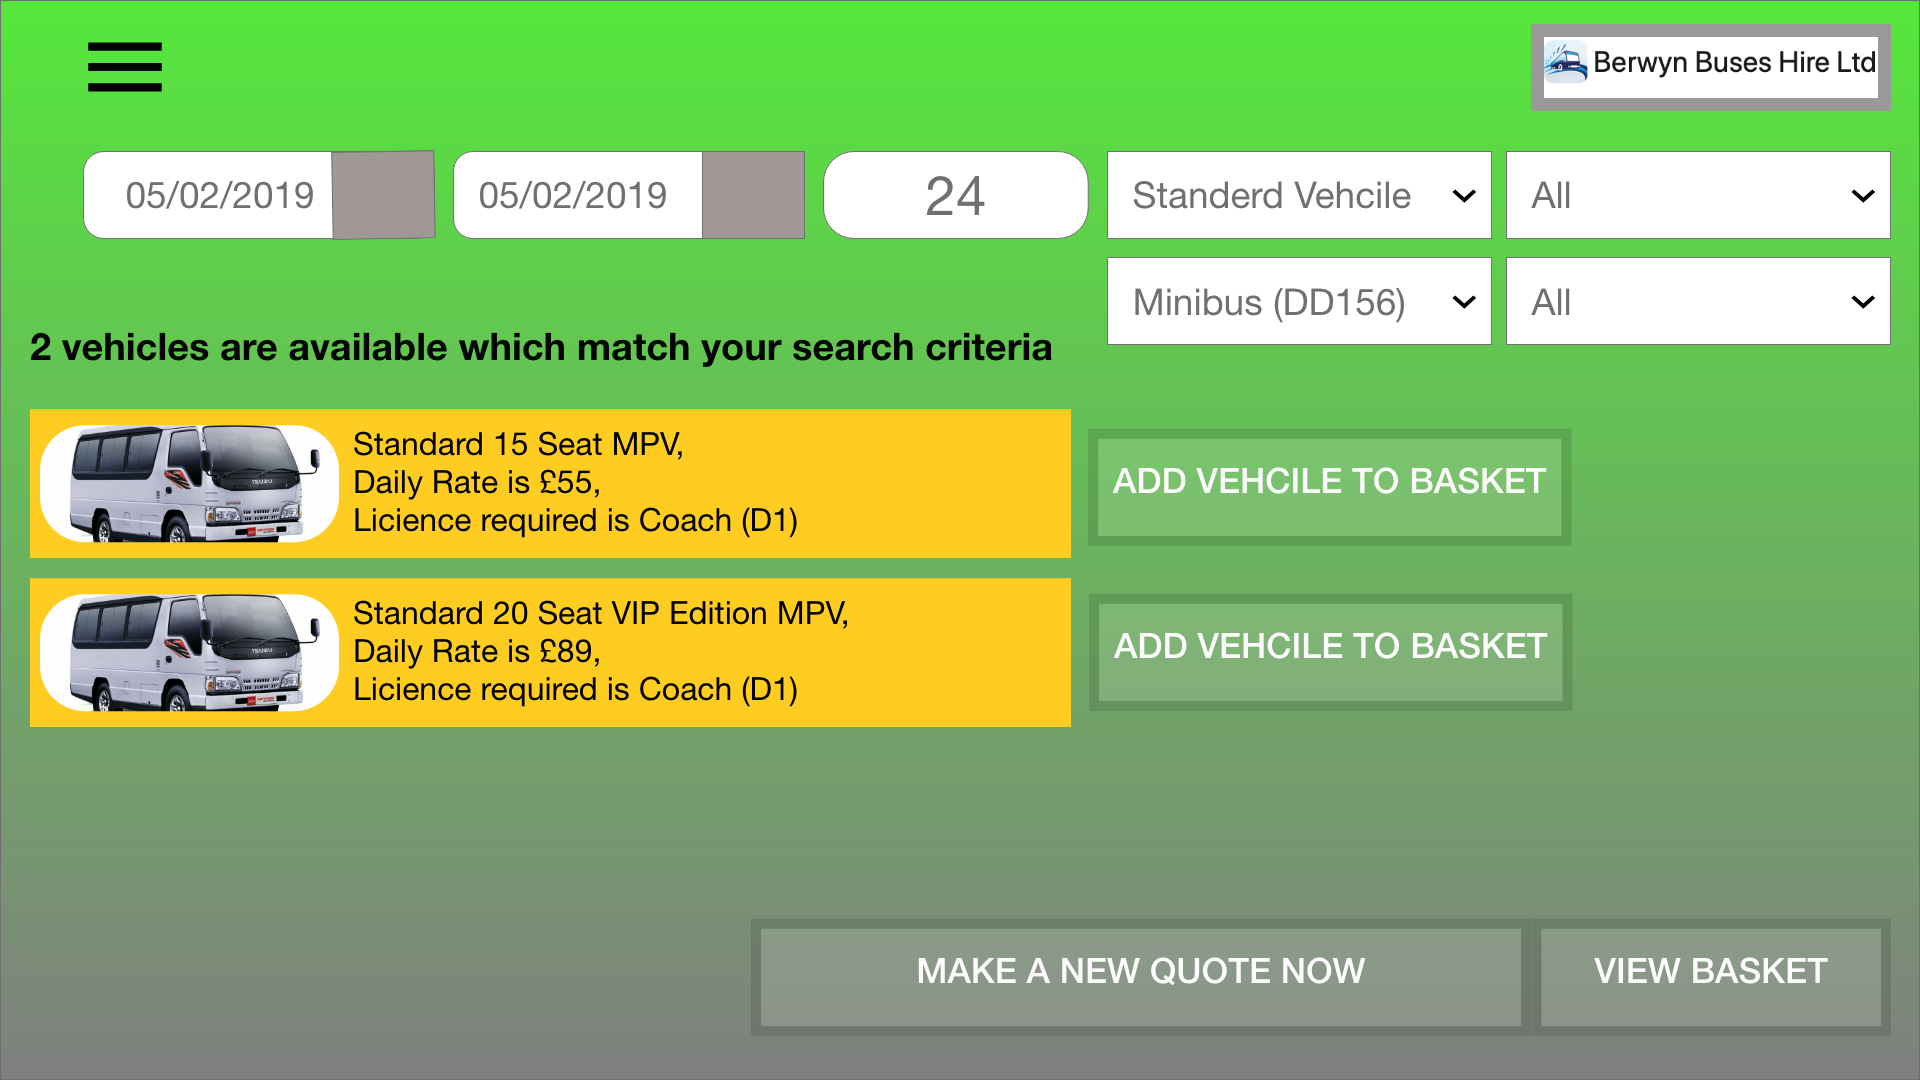 Berwyn Buses Hire Ltd
05/02/2019
05/02/2019
24
Standerd Vehcile
All
Minibus (DD156)
All
2 vehicles are available which match your search criteria
Standard 15 Seat MPV,
Daily Rate is £55,
Licience required is Coach (D1)
ADD VEHCILE TO BASKET
Standard 20 Seat VIP Edition MPV,
Daily Rate is £89,
Licience required is Coach (D1)
ADD VEHCILE TO BASKET
MAKE A NEW QUOTE NOW
VIEW BASKET